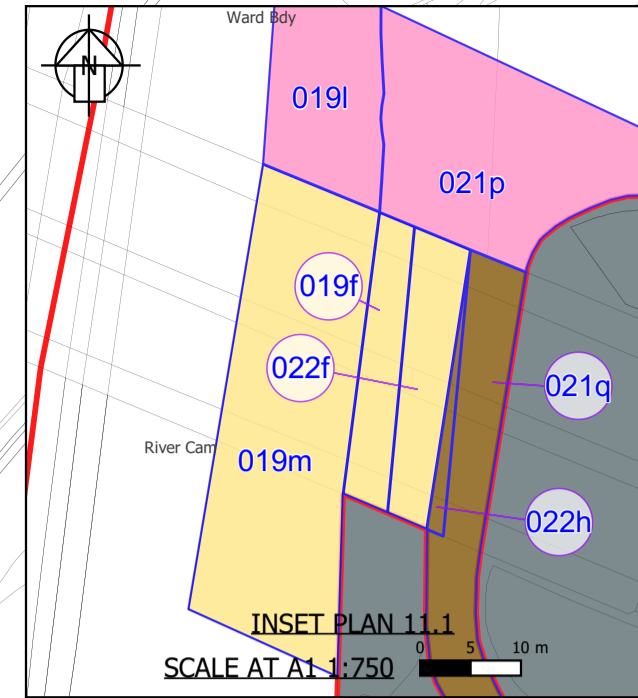 Ward Bdy
N
019l
021p
019f
022f
021q
River Cam
019m
022h
INSET PLAN 11.1
0 5 10 m
SCALE AT A1 1:750